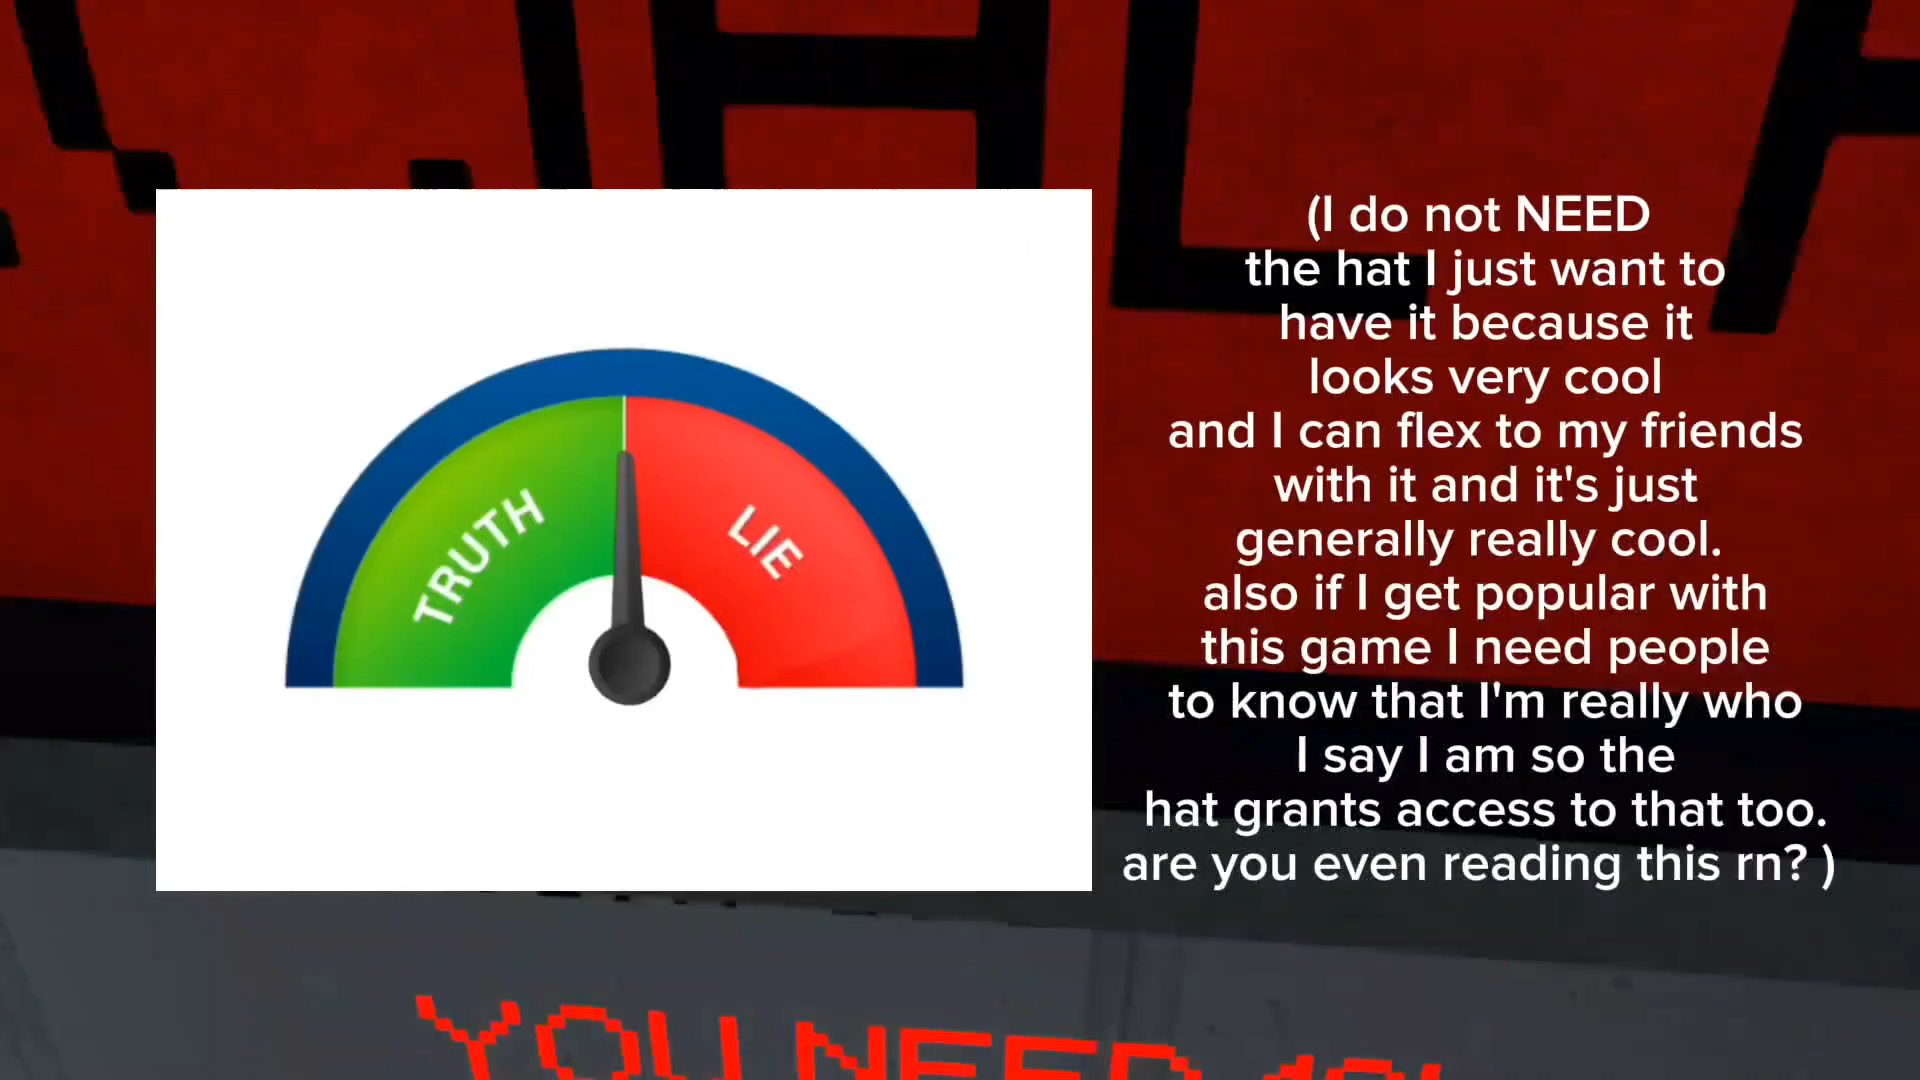 TRUTH
LIE
(I do not NEED
the hat I just want to
have it because it
looks very cool
and I can flex to my friends
with it and it's just
generally really cool.
also if I get popular with
this game I need people
to know that I'm really who
I say I am so the
hat grants access to that too.
are you even reading this rn? )
YOU NEED